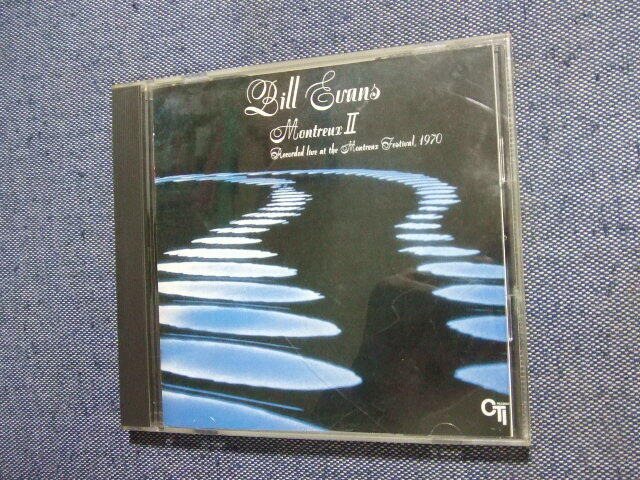 Bill Evans
Montreux II
Recorded live at the Montreux Festival, 1970
CTI